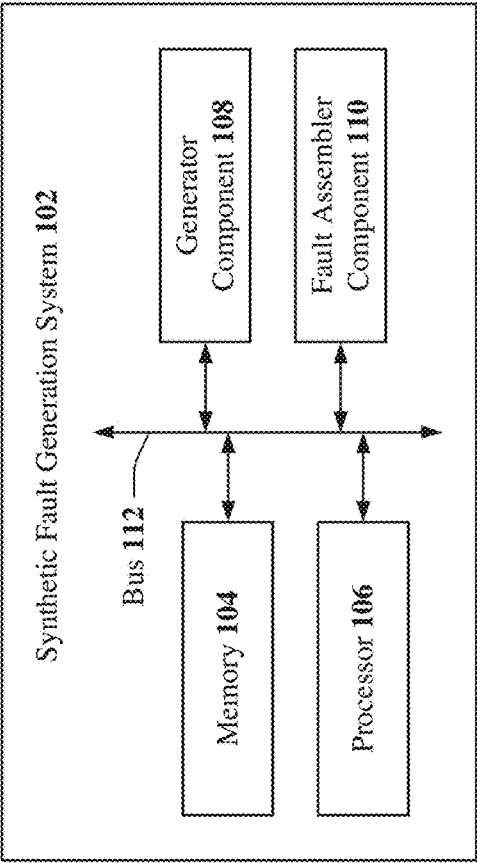 Synthetic Fault Generation System 102
Bus 112
Memory 104
Generator
Component 108
Processor 106
Fault Assembler
Component 110